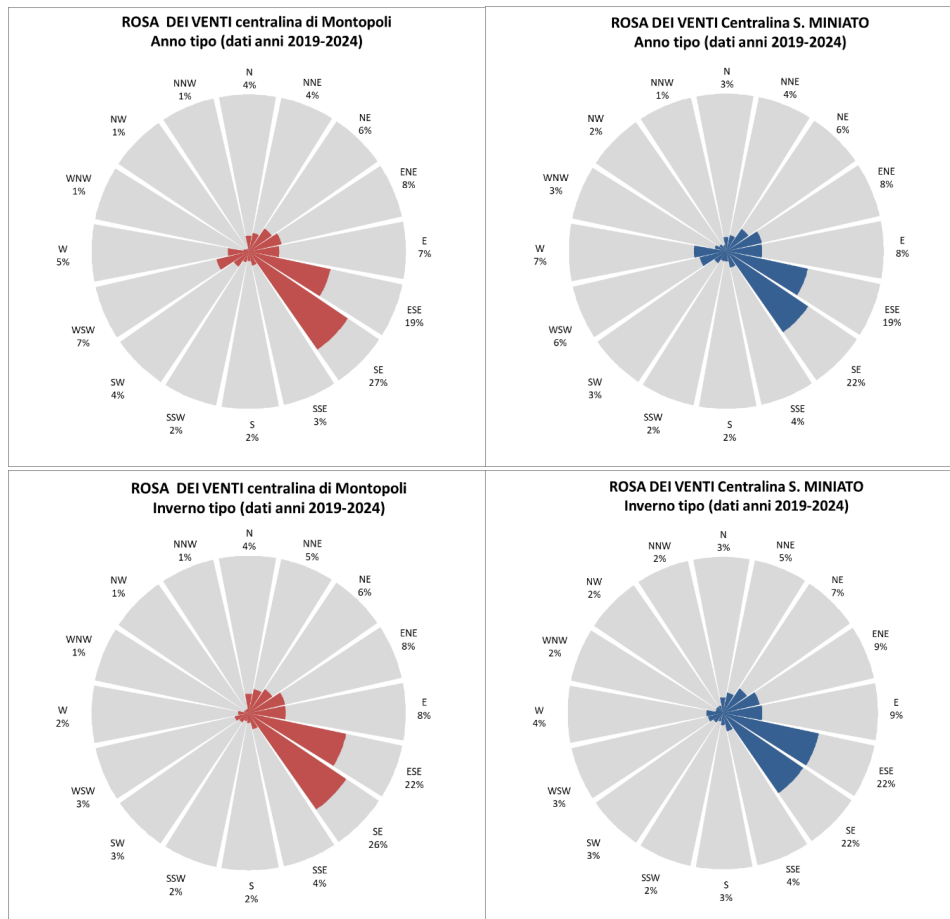 ROSA DEI VENTI centralina di Montopoli
Anno tipo (dati anni 2019-2024)
N
4%
NNE
4%
NE
6%
ENE
8%
E
7%
ESE
19%
SE
27%
SSE
3%
S
2%
SSW
2%
SW
4%
WSW
7%
W
5%
WNW
1%
NW
1%
NNW
1%
ROSA DEI VENTI Centralina S. MINIATO
Anno tipo (dati anni 2019-2024)
N
3%
NNE
4%
NE
6%
ENE
8%
E
8%
ESE
19%
SE
22%
SSE
4%
S
2%
SSW
2%
SW
3%
WSW
6%
W
7%
WNW
3%
NW
2%
NNW
1%
ROSA DEI VENTI centralina di Montopoli
Inverno tipo (dati anni 2019-2024)
N
4%
NNE
5%
NE
6%
ENE
8%
E
8%
ESE
22%
SE
26%
SSE
4%
S
2%
SSW
2%
SW
3%
WSW
3%
W
2%
WNW
1%
NW
1%
NNW
1%
ROSA DEI VENTI Centralina S. MINIATO
Inverno tipo (dati anni 2019-2024)
N
3%
NNE
5%
NE
7%
ENE
9%
E
9%
ESE
22%
SE
22%
SSE
4%
S
3%
SSW
2%
SW
3%
WSW
3%
W
4%
WNW
2%
NW
2%
NNW
2%